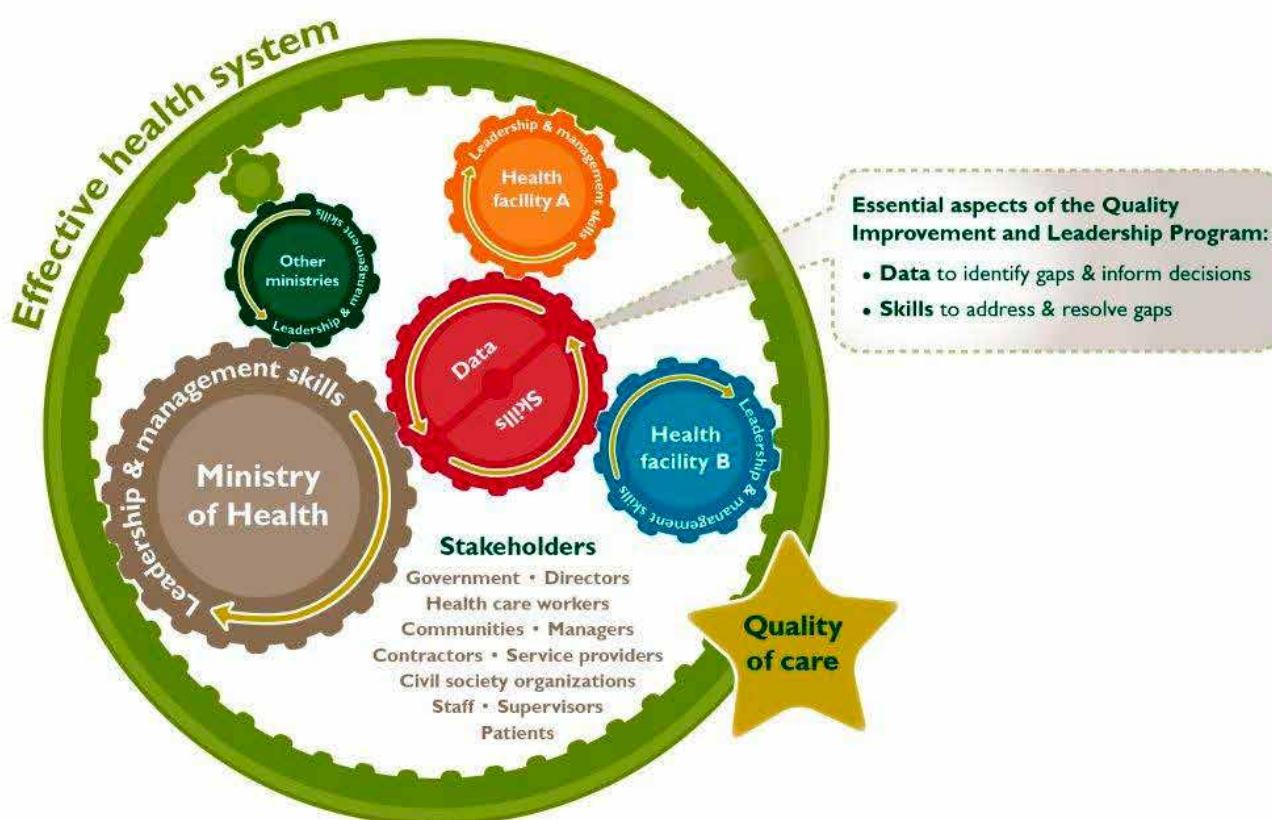 Effective health system
Leadership & management skills
Health
facility A
Other
ministries
Leadership & management skills
Essential aspects of the Quality
Improvement and Leadership Program:
• Data to identify gaps & inform decisions
• Skills to address & resolve gaps
Data
Skills
Leadership & management skills
Ministry
of Health
Health
facility B
Leadership & management skills
Stakeholders
Government • Directors
Health care workers
Communities • Managers
Contractors • Service providers
Civil society organizations
Staff • Supervisors
Patients
Quality
of care